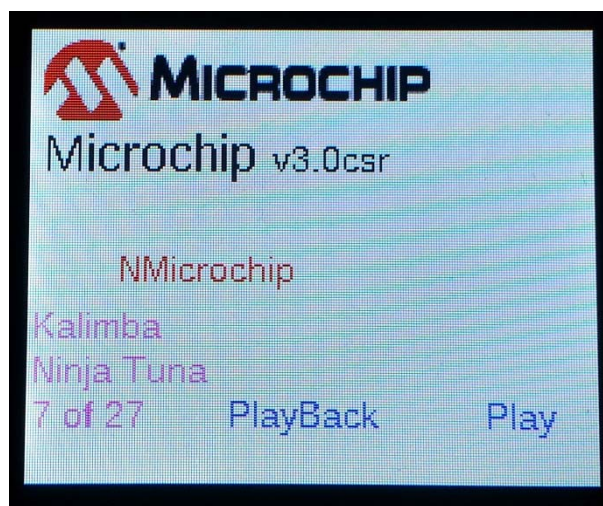 MICROCHIP
Microchip v3.0csr
NMicrochip
Kalimba
Ninja Tuna
7 of 27 PlayBack Play